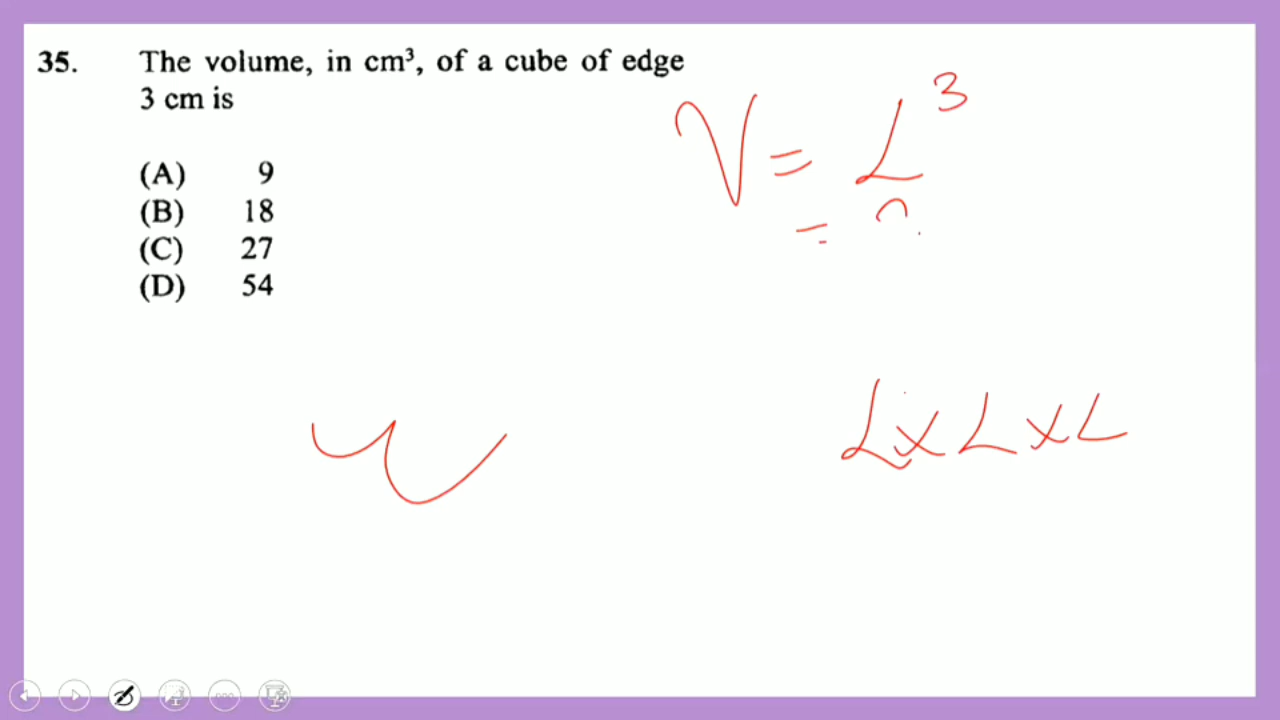 35. The volume, in cm³, of a cube of edge
3 cm is
(A) 9
(B) 18
(C) 27
(D) 54
V = L³
=
L × L × L